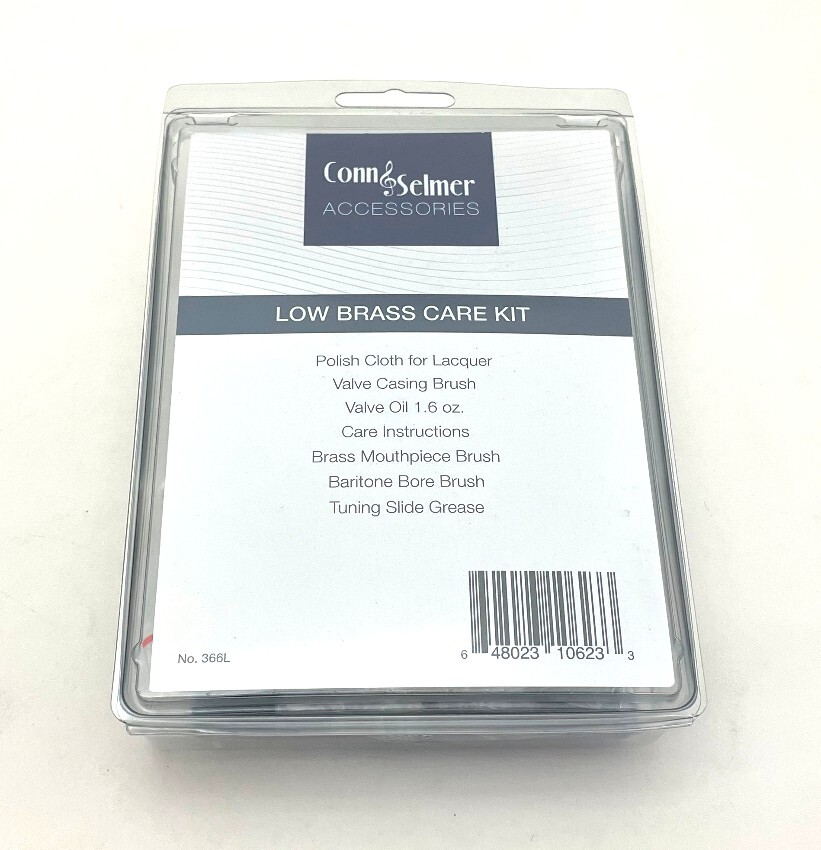 Conn Selmer
ACCESSORIES
LOW BRASS CARE KIT
Polish Cloth for Lacquer
Valve Casing Brush
Valve Oil 1.6 oz.
Care Instructions
Brass Mouthpiece Brush
Baritone Bore Brush
Tuning Slide Grease
No. 366L
6 48023 10623 3